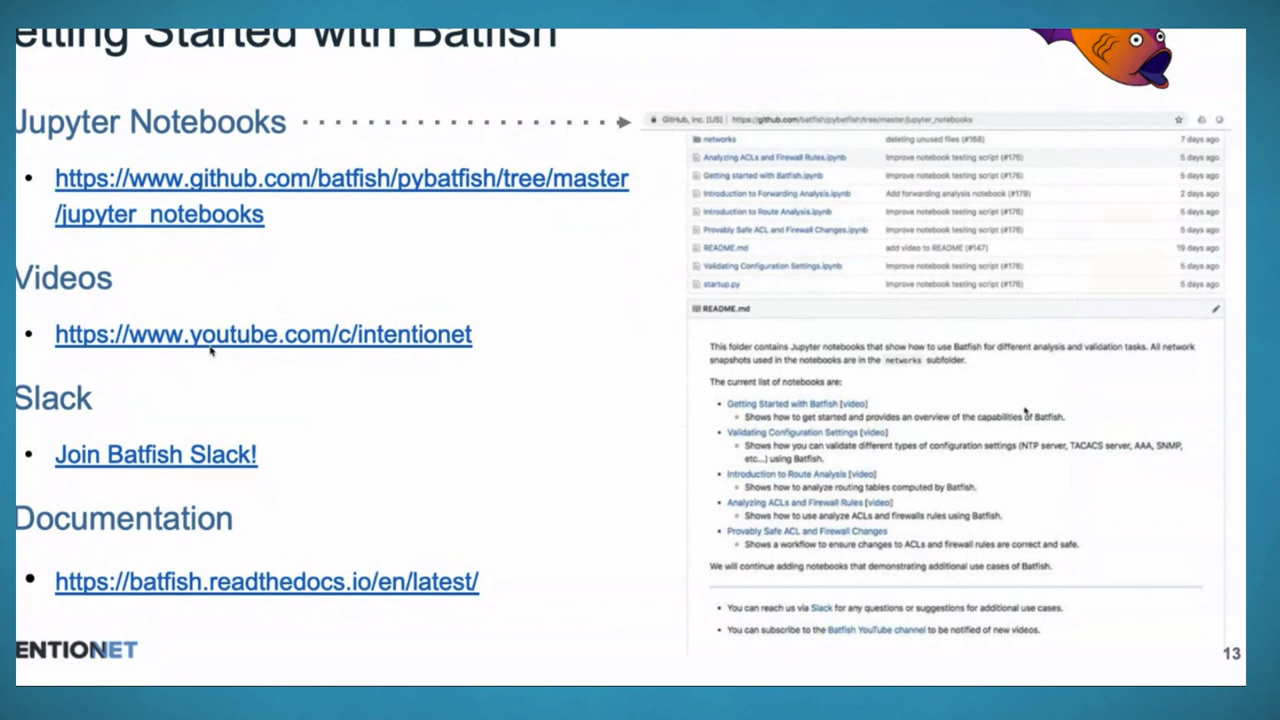 etting Started with Batfish
Jupyter Notebooks
• https://www.github.com/batfish/pybatfish/tree/master
/jupyter_notebooks
Videos
• https://www.youtube.com/c/intentionet
Slack
• Join Batfish Slack!
Documentation
• https://batfish.readthedocs.io/en/latest/
ENTIONET
GitHub, Inc. [US] | https://github.com/batfish/pybatfish/tree/master/jupyter_notebooks
networks deleting unused files (#168) 7 days ago
Analyzing ACLs and Firewall Rules.ipynb Improve notebook testing script (#176) 5 days ago
Getting started with Batfish.ipynb Improve notebook testing script (#176) 5 days ago
Introduction to Forwarding Analysis.ipynb Add forwarding analysis notebook (#179) 2 days ago
Introduction to Route Analysis.ipynb Improve notebook testing script (#176) 5 days ago
Provably Safe ACL and Firewall Changes.ipynb Improve notebook testing script (#176) 5 days ago
README.md add video to README (#147) 19 days ago
Validating Configuration Settings.ipynb Improve notebook testing script (#176) 5 days ago
startup.py Improve notebook testing script (#176) 5 days ago
README.md
This folder contains Jupyter notebooks that show how to use Batfish for different analysis and validation tasks. All network
snapshots used in the notebooks are in the networks subfolder.
The current list of notebooks are:
• Getting Started with Batfish [video]
Shows how to get started and provides an overview of the capabilities of Batfish.
• Validating Configuration Settings [video]
Shows how you can validate different types of configuration settings (NTP server, TACACS server, AAA, SNMP,
etc...) using Batfish.
• Introduction to Route Analysis [video]
Shows how to analyze routing tables computed by Batfish.
• Analyzing ACLs and Firewall Rules [video]
Shows how to use analyze ACLs and firewalls rules using Batfish.
• Provably Safe ACL and Firewall Changes
Shows a workflow to ensure changes to ACLs and firewall rules are correct and safe.
We will continue adding notebooks that demonstrating additional use cases of Batfish.
• You can reach us via Slack for any questions or suggestions for additional use cases.
• You can subscribe to the Batfish YouTube channel to be notified of new videos.
13